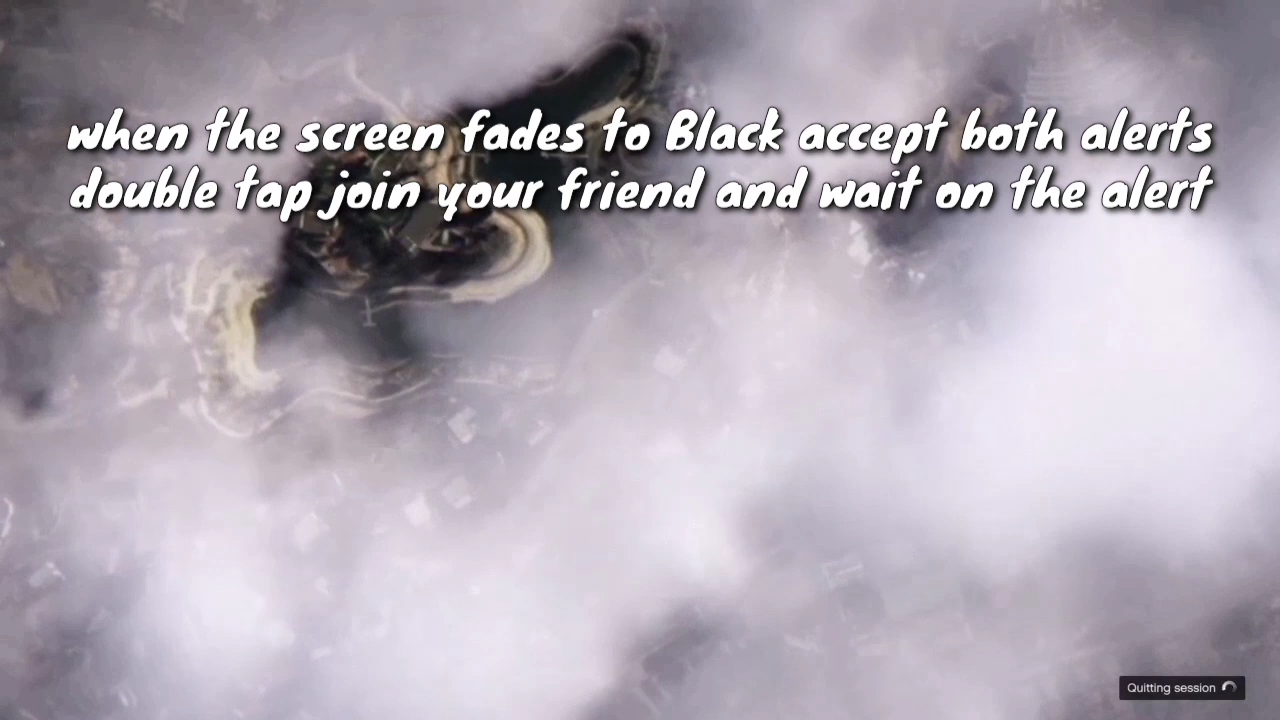 when the screen fades to Black accept both alerts
double tap join your friend and wait on the alert
Quitting session